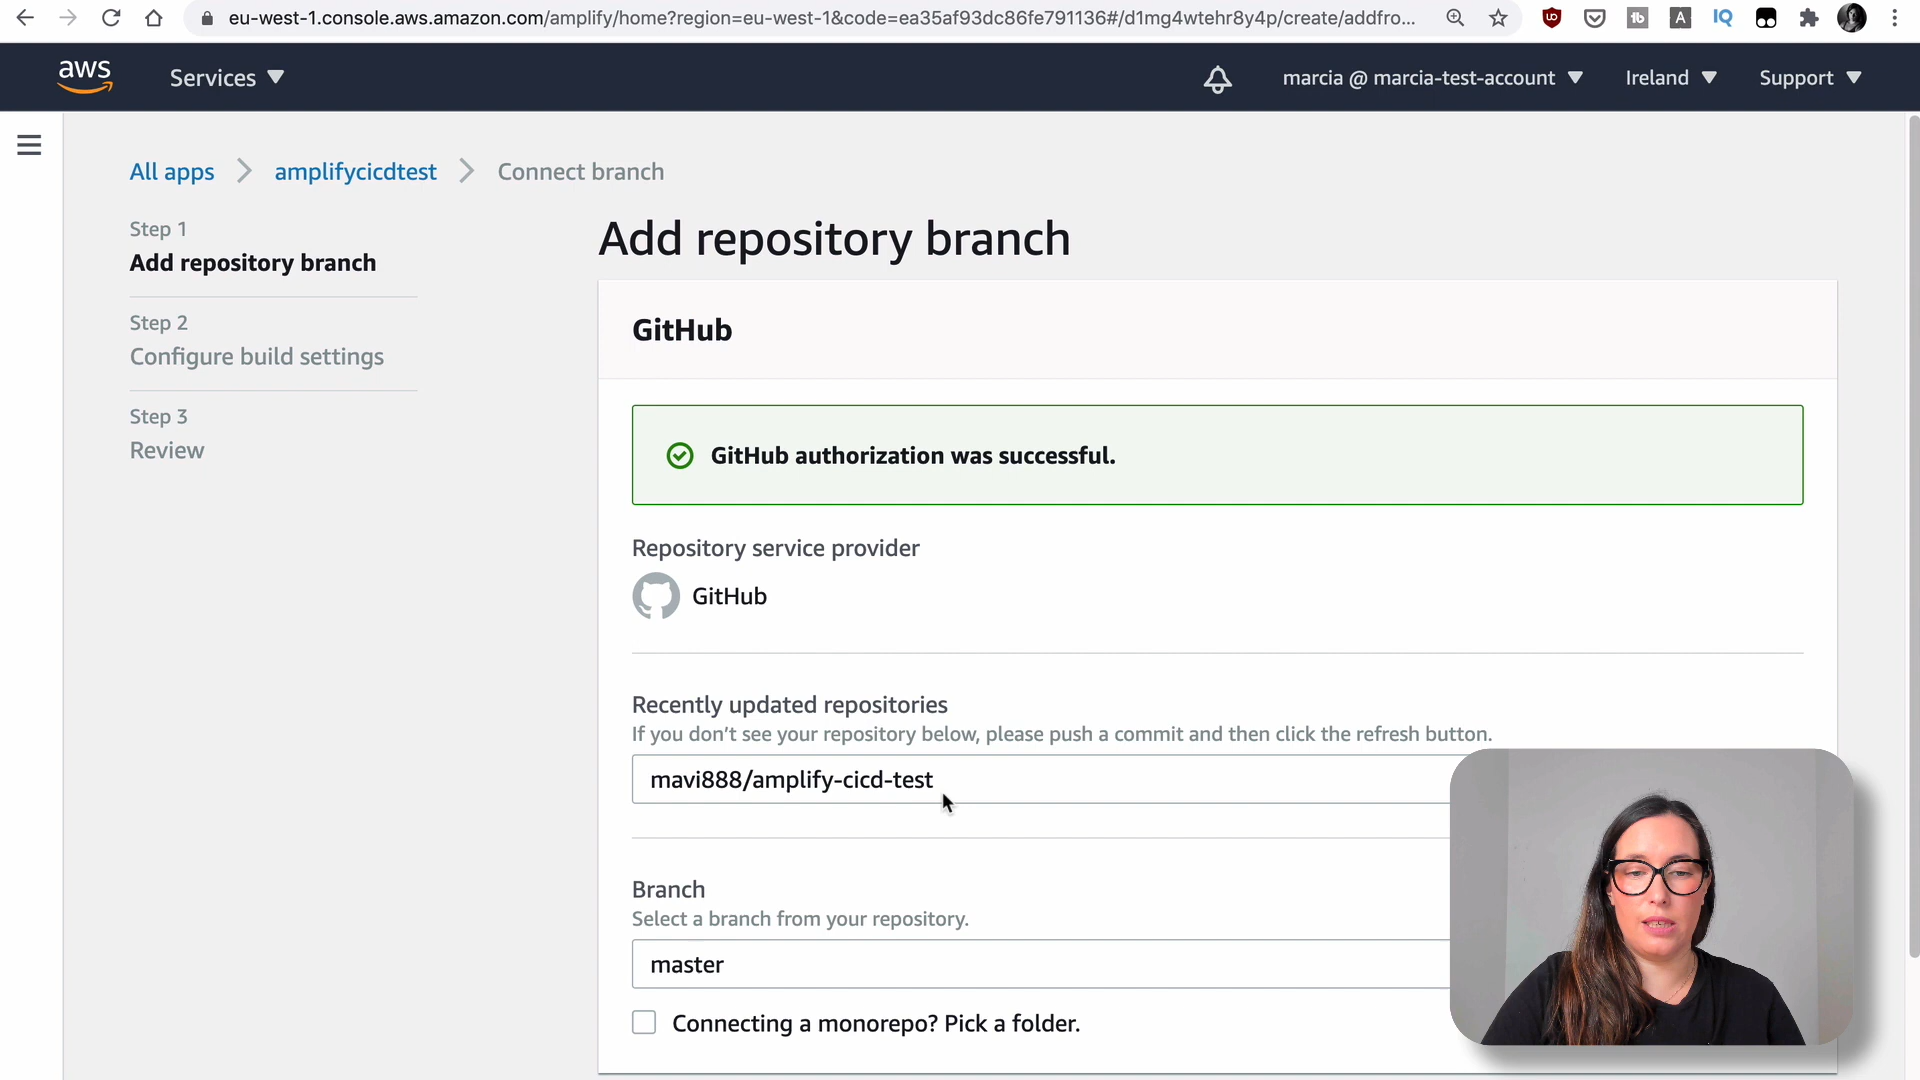 eu-west-1.console.aws.amazon.com/amplify/home?region=eu-west-1&code=ea35af93dc86fe791136#/d1mg4wtehr8y4p/create/addfro...
tb
A
IQ
aws
Services
marcia @ marcia-test-account
Ireland
Support
All apps
amplifycicdtest
Connect branch
Step 1
Add repository branch
Step 2
Configure build settings
Step 3
Review
Add repository branch
GitHub
GitHub authorization was successful.
Repository service provider
GitHub
Recently updated repositories
If you don’t see your repository below, please push a commit and then click the refresh button.
mavi888/amplify-cicd-test
Branch
Select a branch from your repository.
master
Connecting a monorepo? Pick a folder.